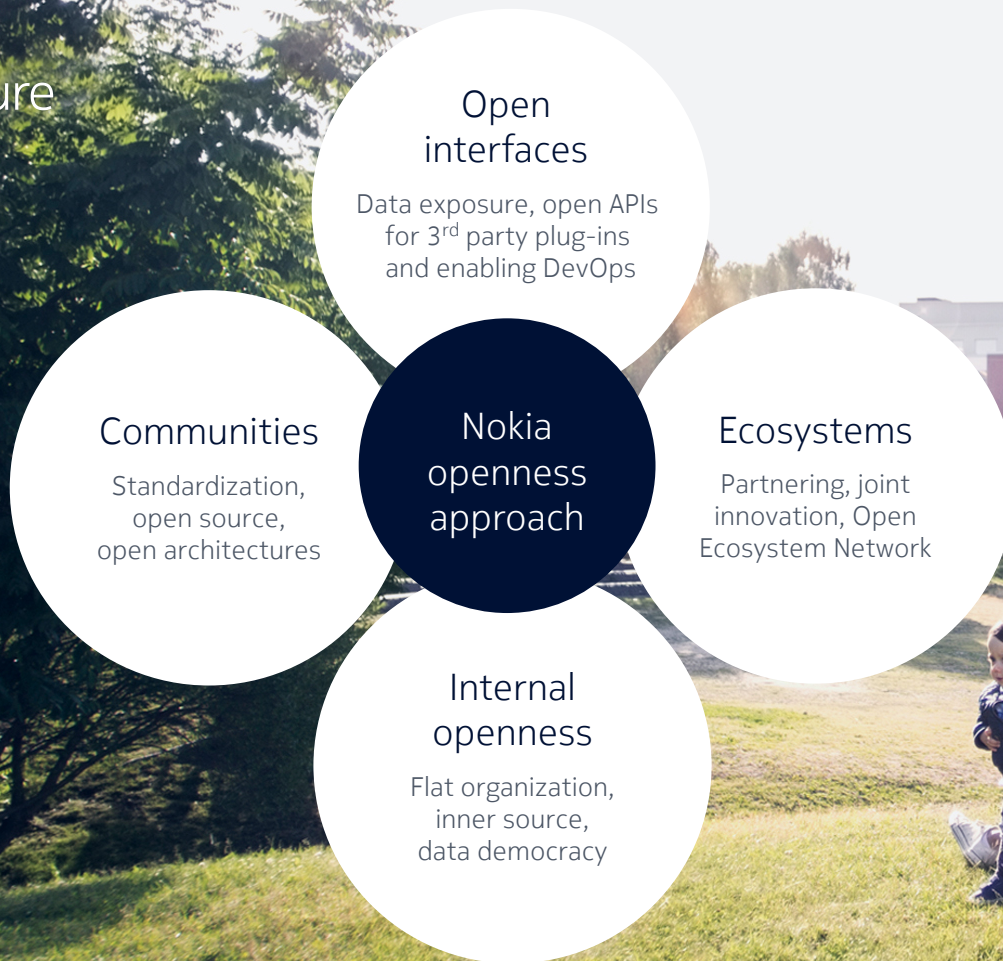 Open
interfaces
Data exposure, open APIs
for 3rd party plug-ins
and enabling DevOps
Communities
Standardization,
open source,
open architectures
Nokia
openness
approach
Ecosystems
Partnering, joint
innovation, Open
Ecosystem Network
Internal
openness
Flat organization,
inner source,
data democracy